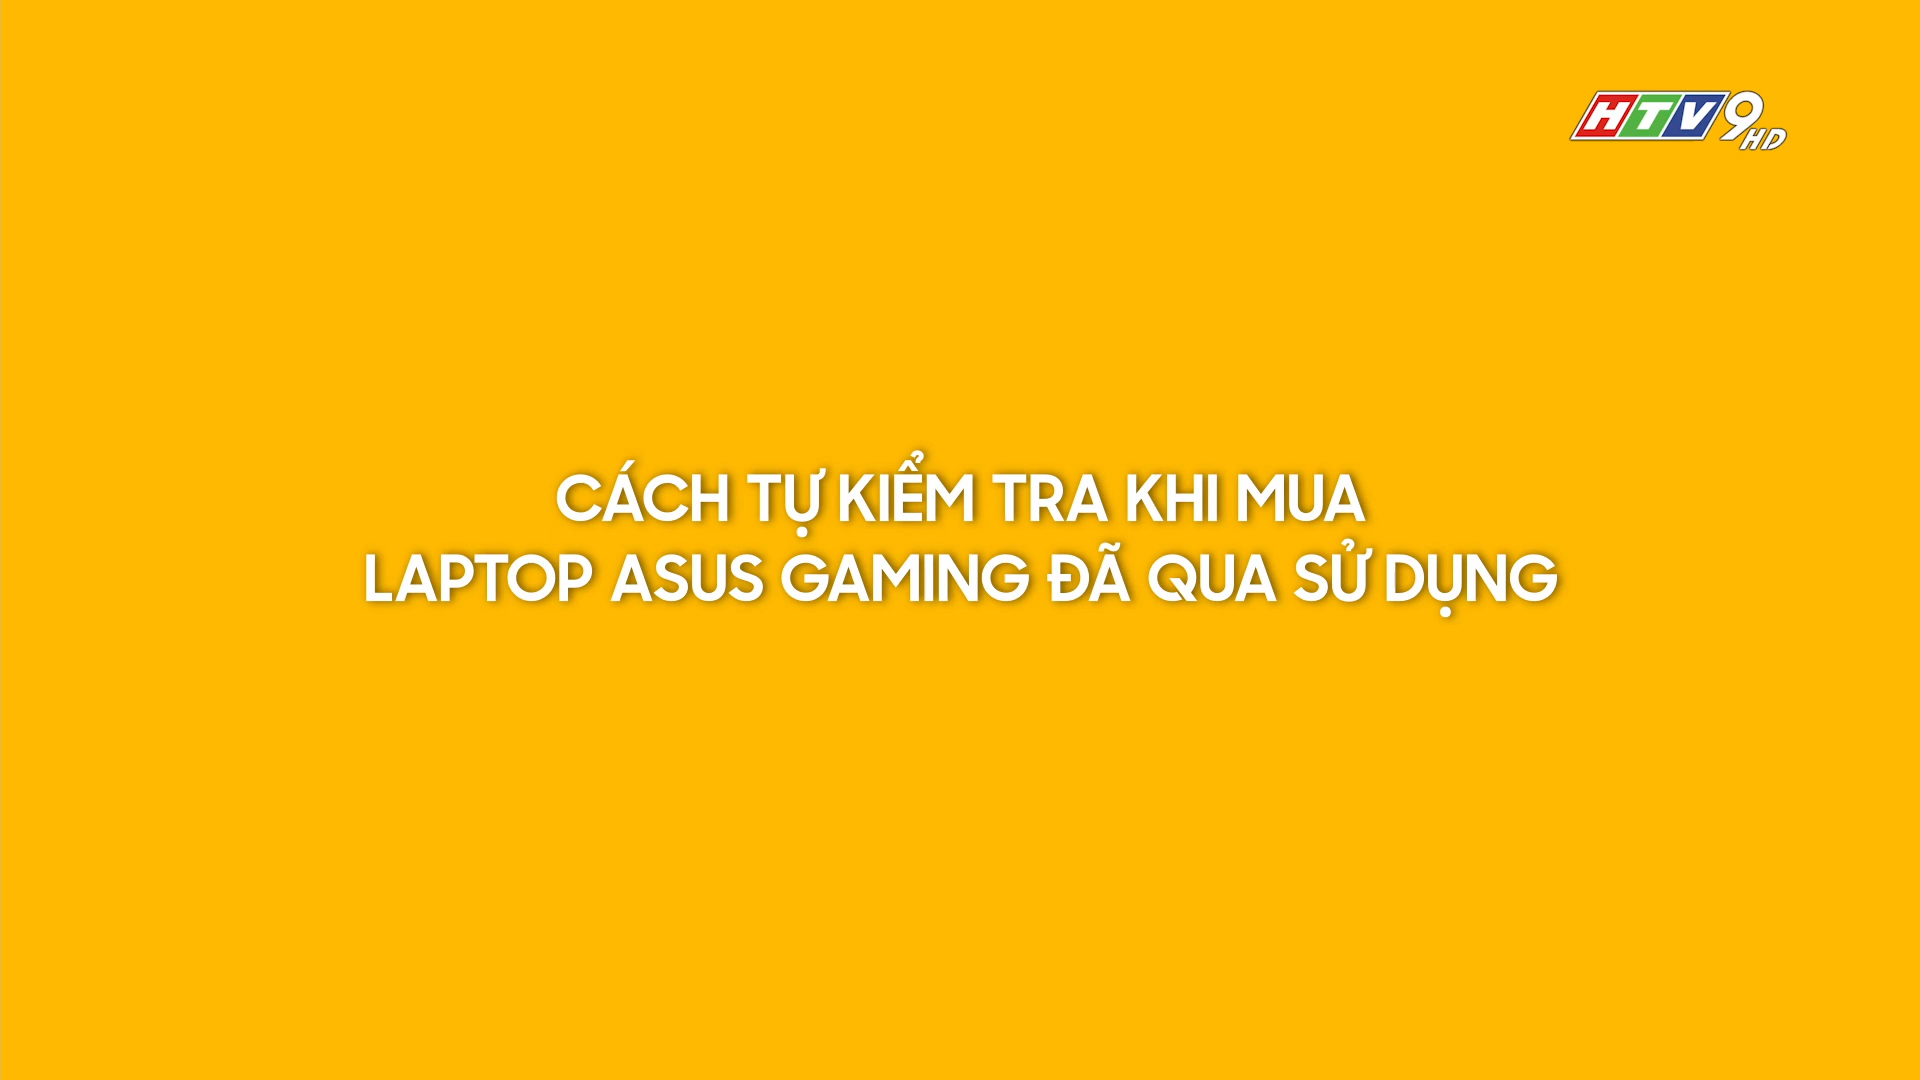 HTV9 HD
CÁCH TỰ KIỂM TRA KHI MUA
LAPTOP ASUS GAMING ĐÃ QUA SỬ DỤNG